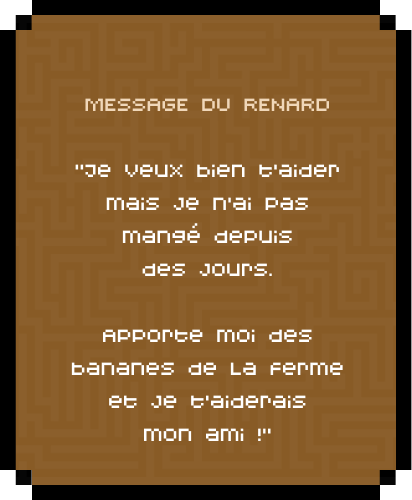 MESSAGE DU RENARD
"Je veux bien t'aider
mais je n'ai pas
mangé depuis
des jours.
Apporte moi des
bananes de la ferme
et je t'aiderais
mon ami !"